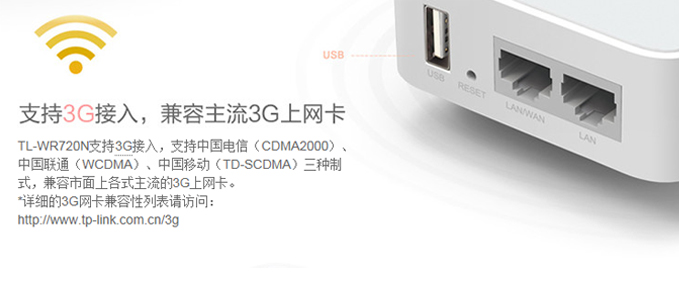 支持3G接入，兼容主流3G上网卡
TL-WR720N支持3G接入，支持中国电信（CDMA2000）、
中国联通（WCDMA）、中国移动（TD-SCDMA）三种制
式，兼容市面上各式主流的3G上网卡。
*详细的3G网卡兼容性列表请访问：
http://www.tp-link.com.cn/3g
USB
USB
RESET
LAN/WAN
LAN